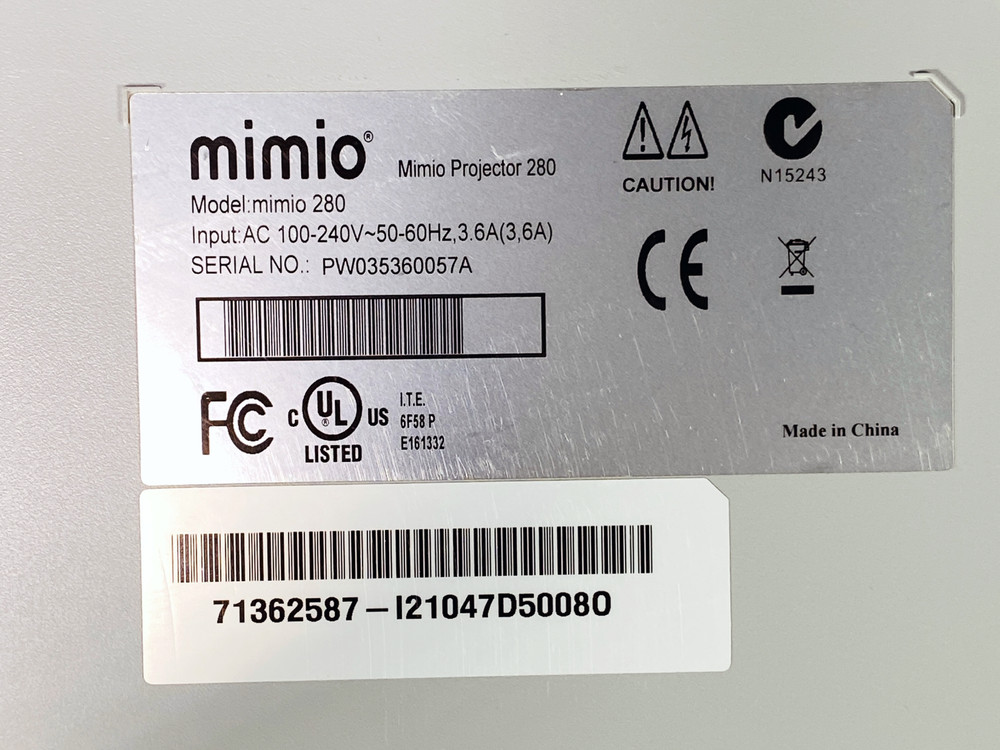 mimio® Mimio Projector 280
Model:mimio 280
Input:AC 100-240V~50-60Hz,3.6A(3,6A)
SERIAL NO.: PW035360057A
CAUTION!
N15243
CE
FC
C UL® US
LISTED
I.T.E.
6F58 P
E161332
Made in China
71362587-I21047D50080